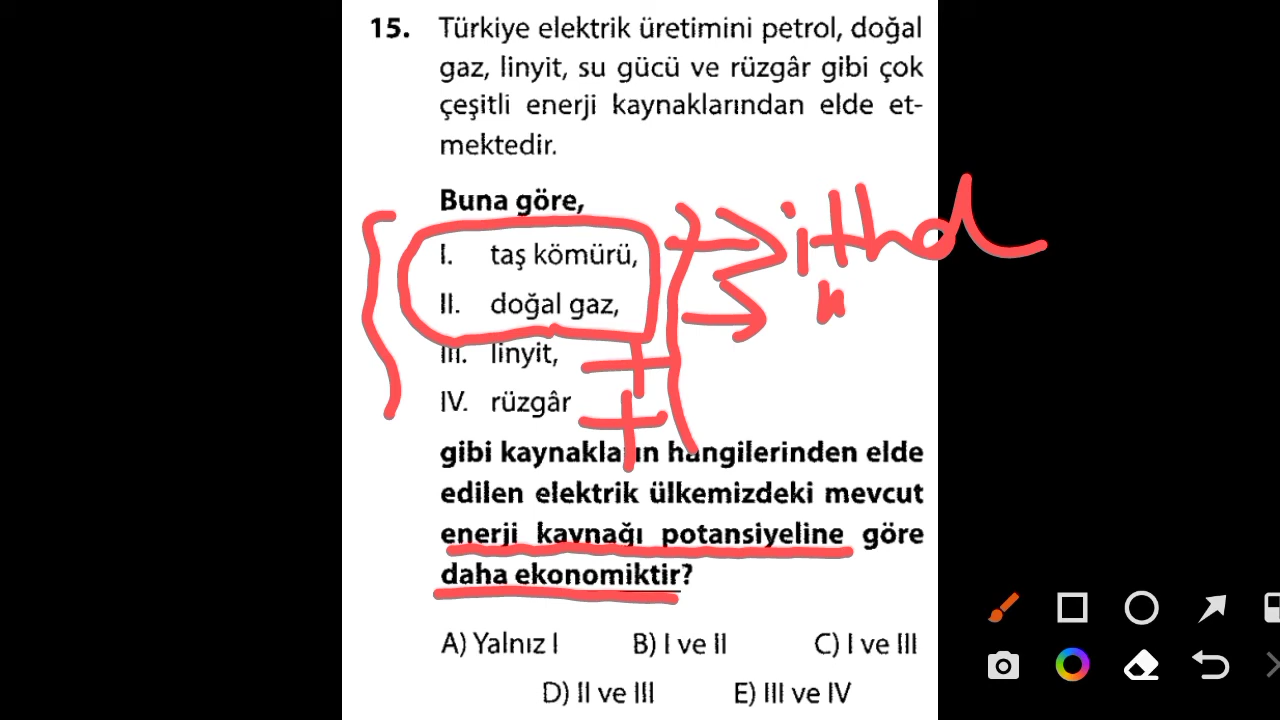 15. Türkiye elektrik üretimini petrol, doğal
gaz, linyit, su gücü ve rüzgâr gibi çok
çeşitli enerji kaynaklarından elde et-
mektedir.
Buna göre,
I. taş kömürü,
II. doğal gaz,
ithal
III. linyit,
IV. rüzgâr
gibi kaynakların hangilerinden elde
edilen elektrik ülkemizdeki mevcut
enerji kaynağı potansiyeline göre
daha ekonomiktir?
A) Yalnız I B) I ve II C) I ve III
D) II ve III E) III ve IV